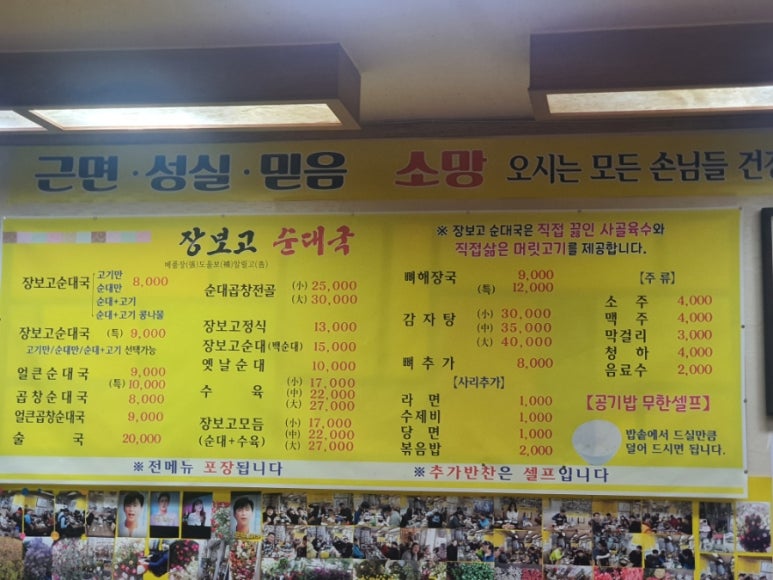 근면 · 성실 · 믿음 소망 오시는 모든 손님들
장보고 순대국
베풀장(張)도울보(補)알릴고(告)
장보고순대국 고기만 8,000
순대만
순대+고기
순대+고기 콩나물
장보고순대국 (특) 9,000
고기만/순대만/순대+고기 선택가능
얼큰순대국 9,000
(특) 10,000
곱창순대국 8,000
얼큰곱창순대국 9,000
술국 20,000
순대곱창전골 (小) 25,000
(大) 30,000
장보고정식 13,000
장보고순대(백순대) 15,000
옛날순대 10,000
수육 (小) 17,000
(中) 22,000
(大) 27,000
장보고모듬 (小) 17,000
(순대+수육) (中) 22,000
(大) 27,000
※전메뉴 포장됩니다
※ 장보고 순대국은 직접 끓인 사골육수와
직접삶은 머릿고기를 제공합니다.
뼈해장국 9,000
(특) 12,000
감자탕 (小) 30,000
(中) 35,000
(大) 40,000
뼈추가 8,000
【사리추가】
라면 1,000
수제비 1,000
당면 1,000
볶음밥 2,000
【주류】
소주 4,000
맥주 4,000
막걸리 3,000
청하 4,000
음료수 2,000
【공기밥 무한셀프】
밥솥에서 드실만큼
덜어 드시면 됩니다.
※추가반찬은 셀프입니다